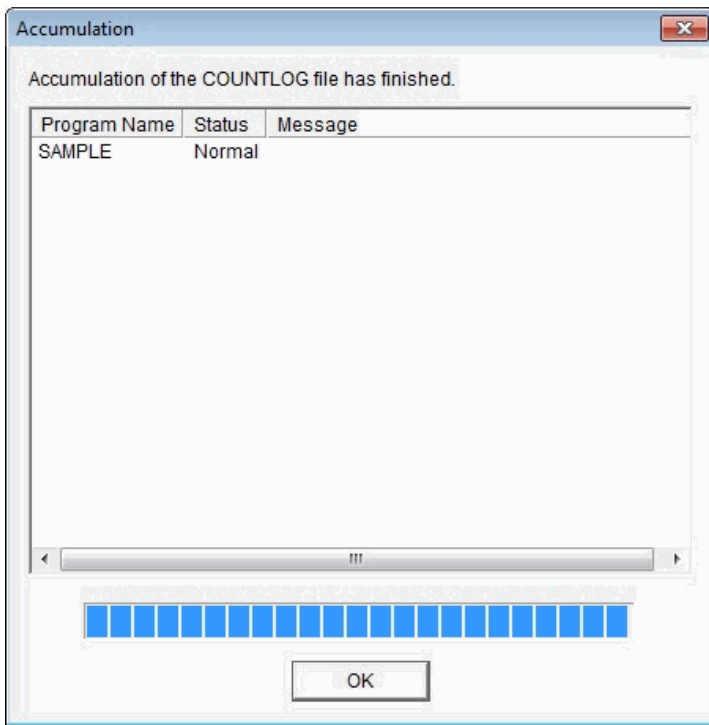 Accumulation
Accumulation of the COUNTLOG file has finished.
Program Name Status Message
SAMPLE Normal
OK